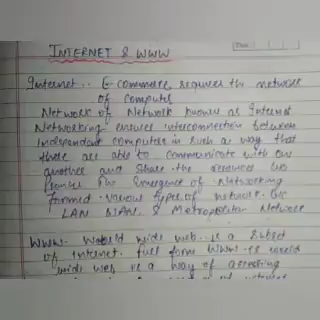 INTERNET & WWW
Internet.. E-commerce, requires the network
of computer
Network of Network known as Internet
Networking ensures interconnection between
Independent computers in such a way that
these are able to communicate with one
another and share the resources
The Emergence of Networking
formed various types of network.
LAN WAN & Metropolitan Network
WWW- World wide web.. is a subset
of Internet. full form WWW. is world
wide web is a way of accessing